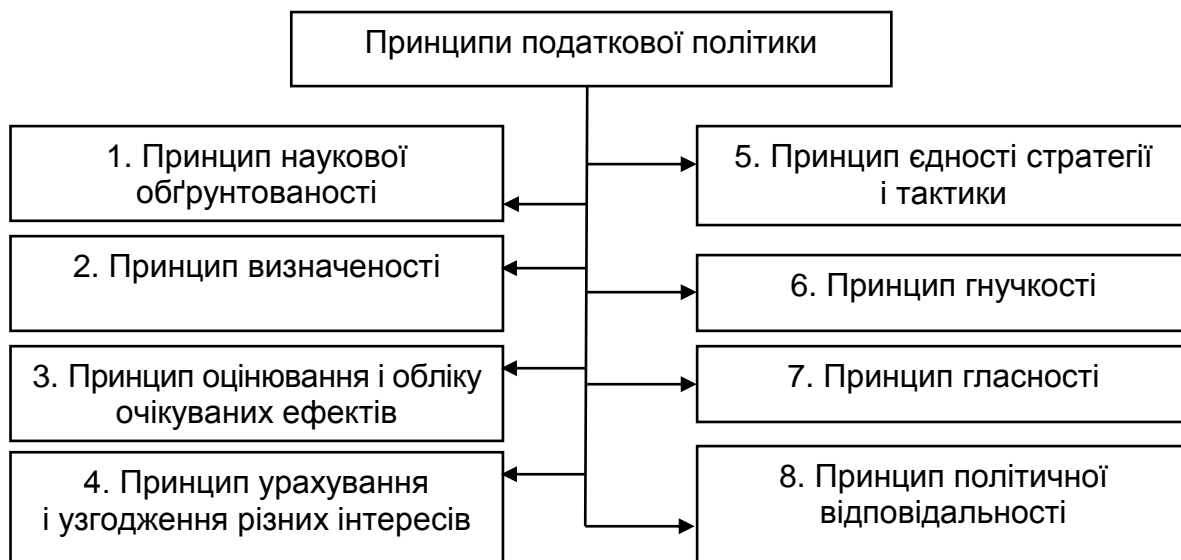 Принципи податкової політики
1. Принцип наукової
обґрунтованості
2. Принцип визначеності
3. Принцип оцінювання і обліку
очікуваних ефектів
4. Принцип урахування
і узгодження різних інтересів
5. Принцип єдності стратегії
і тактики
6. Принцип гнучкості
7. Принцип гласності
8. Принцип політичної
відповідальності